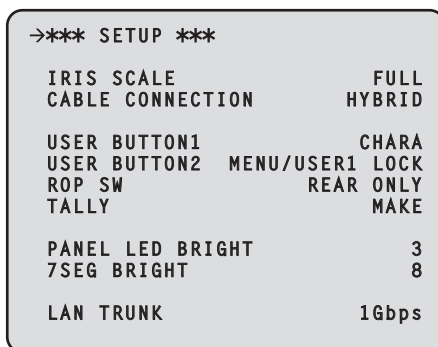 →*** SETUP ***
IRIS SCALE FULL
CABLE CONNECTION HYBRID
USER BUTTON1 CHARA
USER BUTTON2 MENU/USER1 LOCK
ROP SW REAR ONLY
TALLY MAKE
PANEL LED BRIGHT 3
7SEG BRIGHT 8
LAN TRUNK 1Gbps